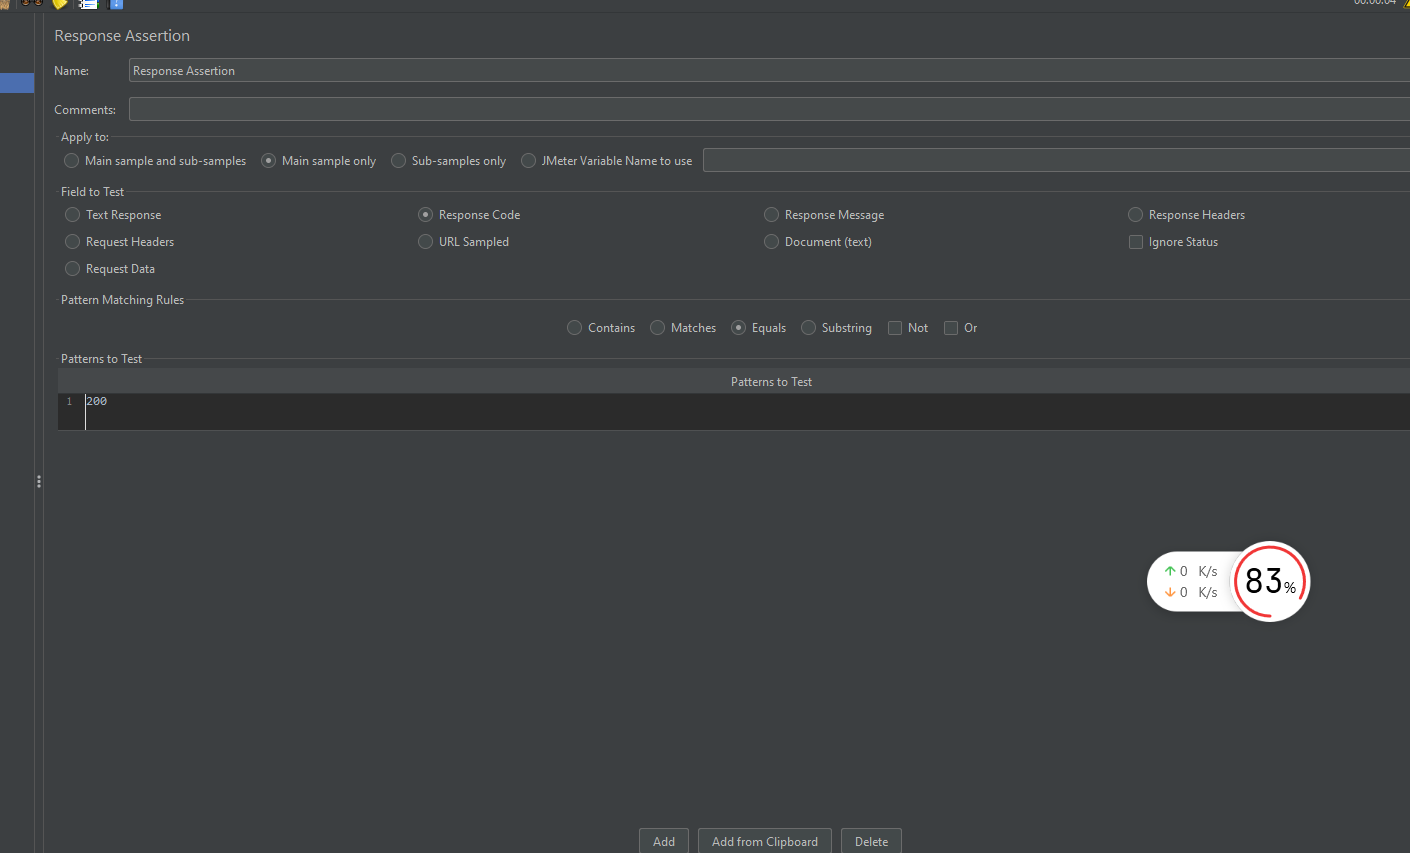 00:00:04
Response Assertion
Name: Response Assertion
Comments:
Apply to:
Main sample and sub-samples Main sample only Sub-samples only JMeter Variable Name to use
Field to Test
Text Response Response Code Response Message Response Headers
Request Headers URL Sampled Document (text) Ignore Status
Request Data
Pattern Matching Rules
Contains Matches Equals Substring Not Or
Patterns to Test
Patterns to Test
1 200
↑ 0 K/s
↓ 0 K/s
83%
Add Add from Clipboard Delete